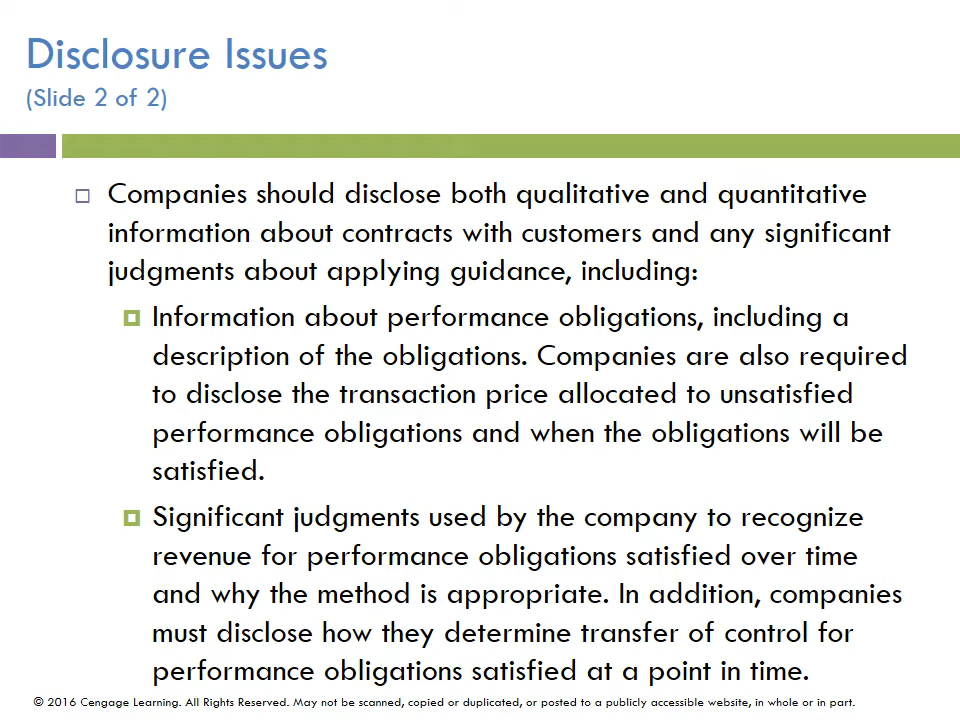 Disclosure Issues
(Slide 2 of 2)
Companies should disclose both qualitative and quantitative
information about contracts with customers and any significant
judgments about applying guidance, including:
Information about performance obligations, including a
description of the obligations. Companies are also required
to disclose the transaction price allocated to unsatisfied
performance obligations and when the obligations will be
satisfied.
Significant judgments used by the company to recognize
revenue for performance obligations satisfied over time
and why the method is appropriate. In addition, companies
must disclose how they determine transfer of control for
performance obligations satisfied at a point in time.
© 2016 Cengage Learning. All Rights Reserved. May not be scanned, copied or duplicated, or posted to a publicly accessible website, in whole or in part.